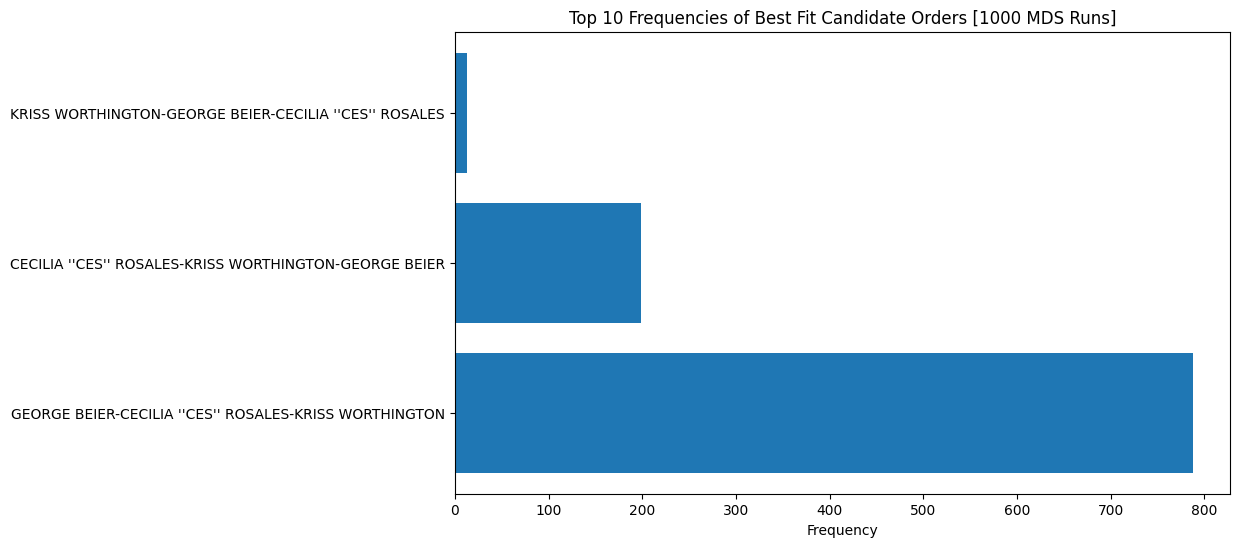 Top 10 Frequencies of Best Fit Candidate Orders [1000 MDS Runs]
KRISS WORTHINGTON-GEORGE BEIER-CECILIA ''CES'' ROSALES
CECILIA ''CES'' ROSALES-KRISS WORTHINGTON-GEORGE BEIER
GEORGE BEIER-CECILIA ''CES'' ROSALES-KRISS WORTHINGTON
0 100 200 300 400 500 600 700 800
Frequency